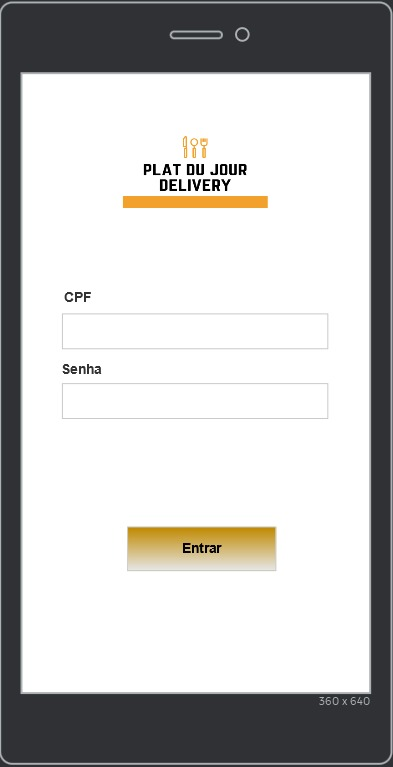 PLAT DU JOUR
DELIVERY
CPF
Senha
Entrar
360 x 640